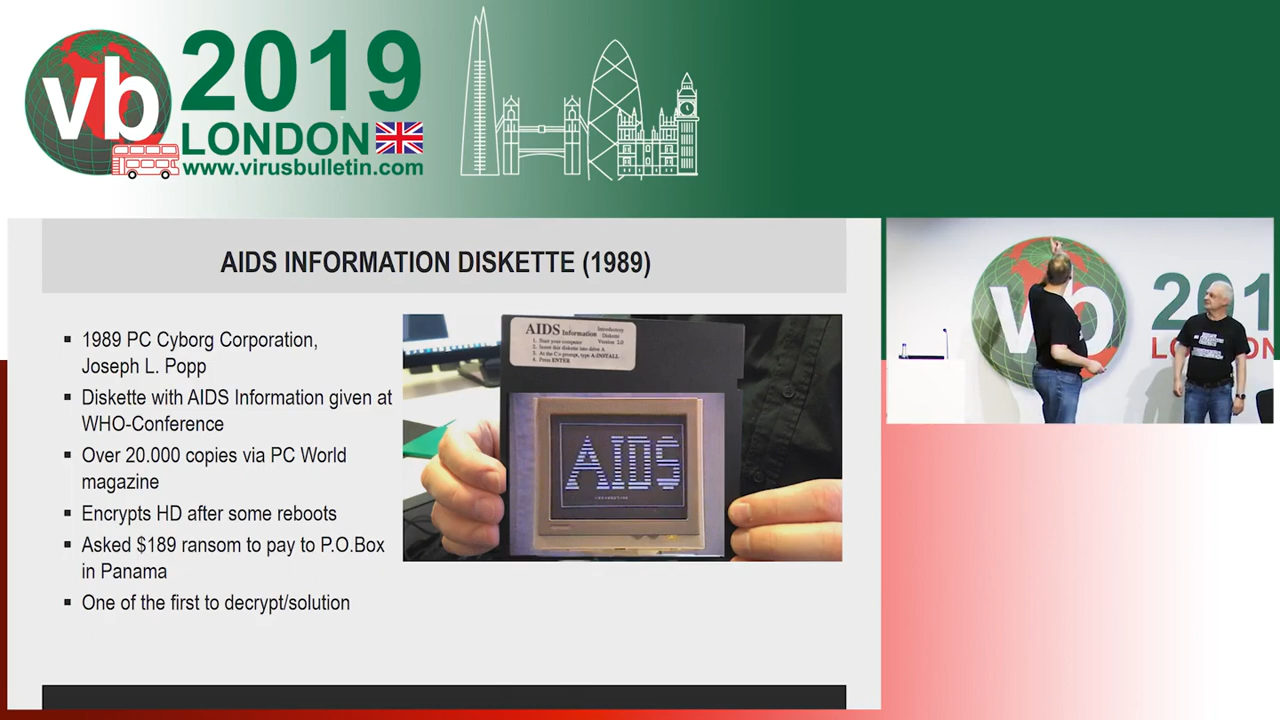 vb
2019
LONDON
www.virusbulletin.com
AIDS INFORMATION DISKETTE (1989)
▪ 1989 PC Cyborg Corporation,
Joseph L. Popp
▪ Diskette with AIDS Information given at
WHO-Conference
▪ Over 20.000 copies via PC World
magazine
▪ Encrypts HD after some reboots
▪ Asked $189 ransom to pay to P.O.Box
in Panama
▪ One of the first to decrypt/solution
AIDS Information Introductory Diskette Version 2.0
1. Start your computer
2. Insert this diskette into drive A
3. At the C> prompt, type A:INSTALL
4. Press ENTER
AIDS
vb
2019
LONDON